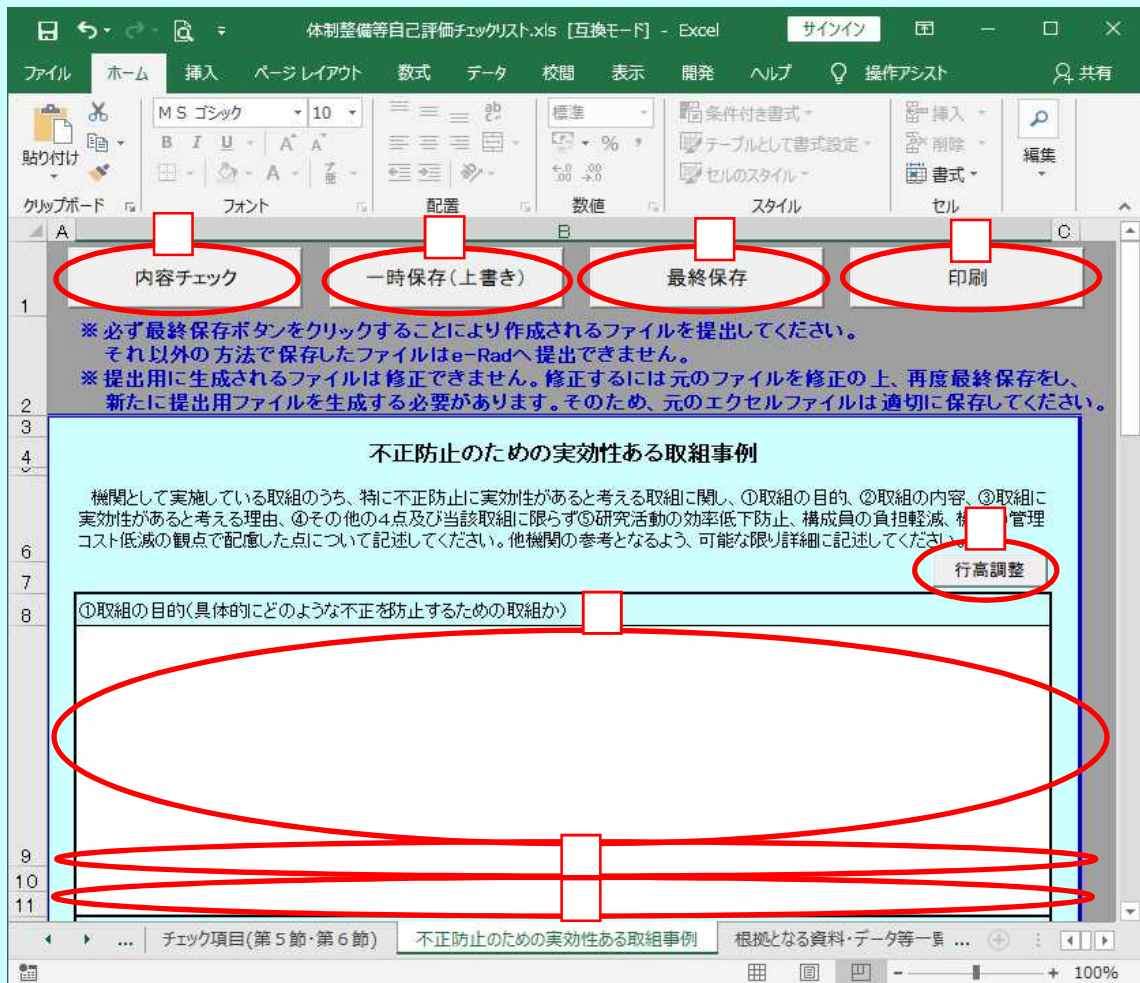 体制整備等自己評価チェックリスト.xls [互換モード] - Excel サインイン
ファイル ホーム 挿入 ページ レイアウト 数式 データ 校閲 表示 開発 ヘルプ 操作アシスト 共有
MS ゴシック 10 標準 条件付き書式 挿入
B I U A A % テーブルとして書式設定 削除
貼り付け 編集
A セルのスタイル 書式
クリップボード フォント 配置 数値 スタイル セル
A B C
内容チェック 一時保存(上書き) 最終保存 印刷
1
※必ず最終保存ボタンをクリックすることにより作成されるファイルを提出してください。
それ以外の方法で保存したファイルはe-Radへ提出できません。
※提出用に生成されるファイルは修正できません。修正するには元のファイルを修正の上、再度最終保存をし、
2 新たに提出用ファイルを生成する必要があります。そのため、元のエクセルファイルは適切に保存してください。
3
4 不正防止のための実効性ある取組事例
機関として実施している取組のうち、特に不正防止に実効性があると考える取組に関し、①取組の目的、②取組の内容、③取組に
実効性があると考える理由、④その他の4点及び当該取組に限らず⑤研究活動の効率低下防止、構成員の負担軽減、 管理
6 コスト低減の観点で配慮した点について記述してください。他機関の参考となるよう、可能な限り詳細に記述してください。
7 行高調整
8 ①取組の目的(具体的にどのような不正を防止するための取組か)
9
10
11
... チェック項目(第5節・第6節) 不正防止のための実効性ある取組事例 根拠となる資料・データ等一覧 ...
100%